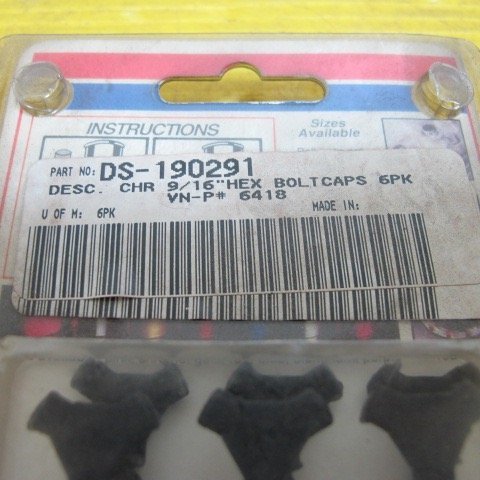 INSTRUCTIONS
Sizes
Available
PART NO: DS-190291
DESC. CHR 9/16"HEX BOLTCAPS 6PK
VN-P# 6418
U OF M: 6PK MADE IN: